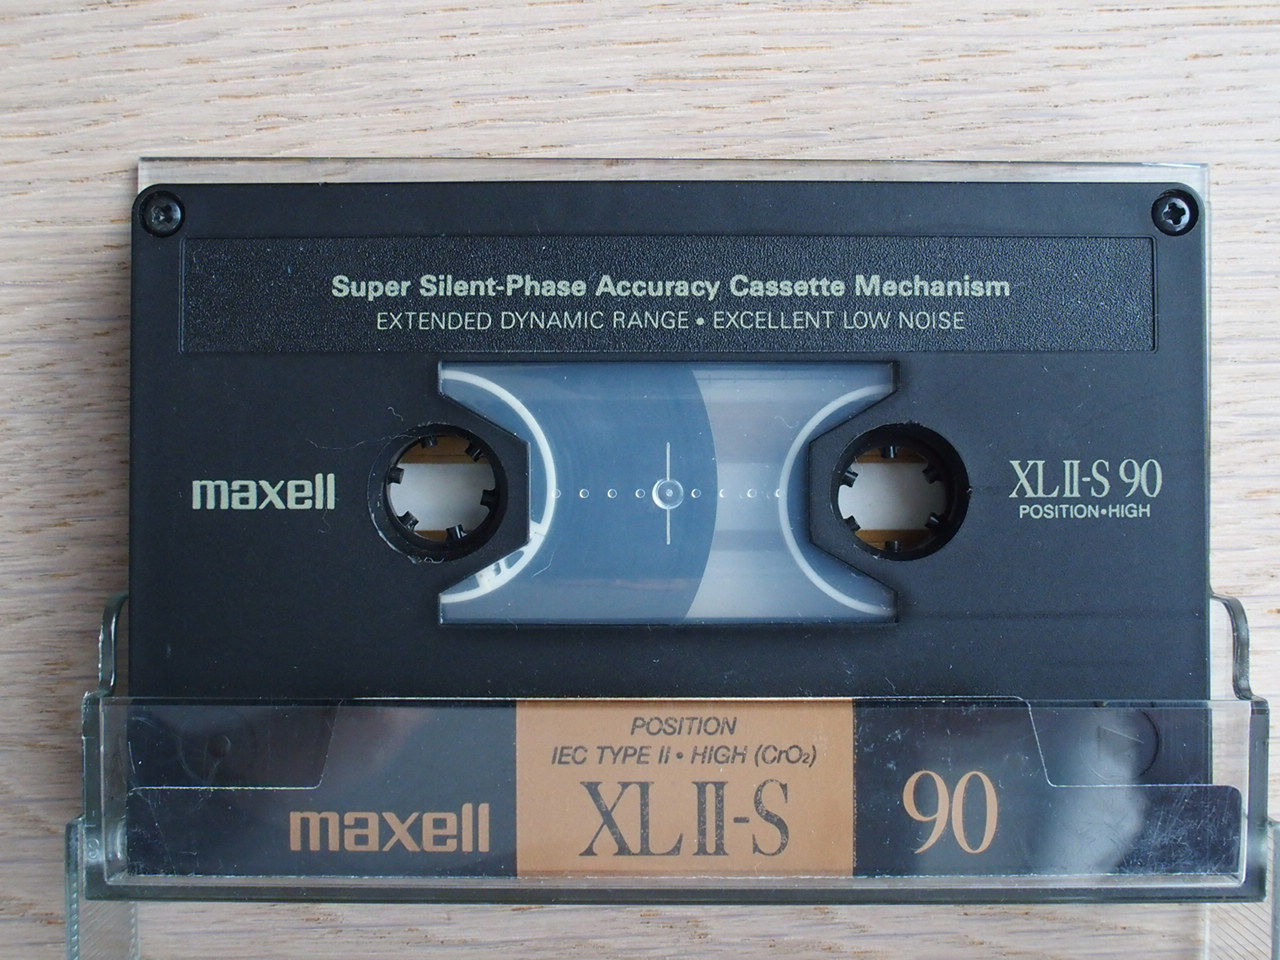 Super Silent-Phase Accuracy Cassette Mechanism
EXTENDED DYNAMIC RANGE • EXCELLENT LOW NOISE
maxell
XL II-S 90
POSITION•HIGH
POSITION
IEC TYPE II • HIGH (CrO₂)
maxell XL II-S 90